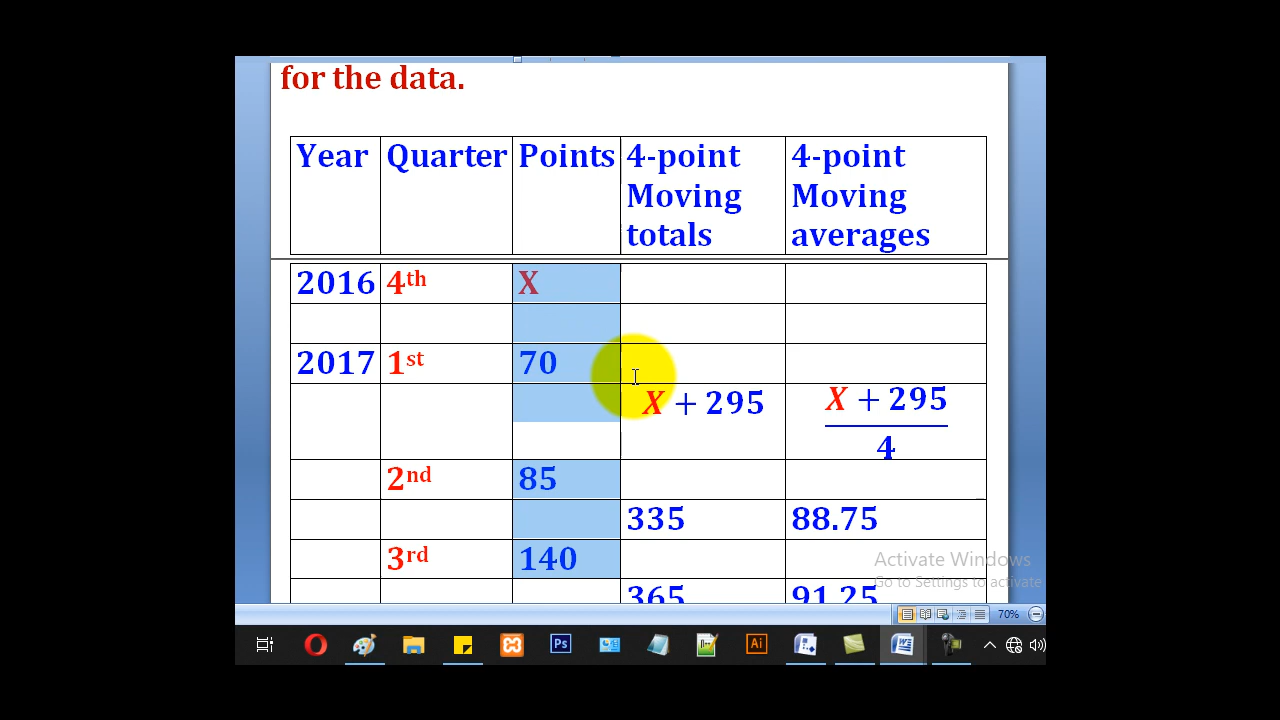 for the data.
Year Quarter Points 4-point Moving totals 4-point Moving averages
2016 4th X
2017 1st 70
X + 295 X + 295
4
2nd 85
335 88.75
3rd 140
365 91.25
Activate Windows
Go to Settings to activate
70%
Ps
Ai
W